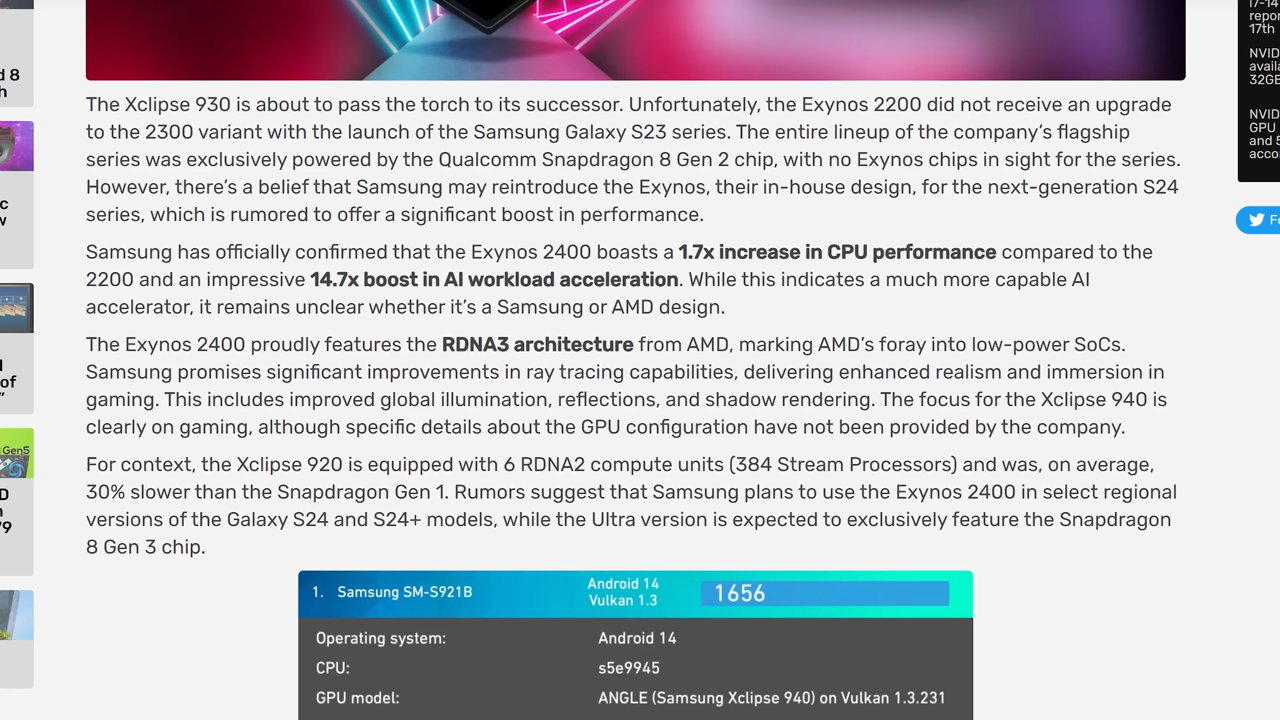 The Xclipse 930 is about to pass the torch to its successor. Unfortunately, the Exynos 2200 did not receive an upgrade
to the 2300 variant with the launch of the Samsung Galaxy S23 series. The entire lineup of the company's flagship
series was exclusively powered by the Qualcomm Snapdragon 8 Gen 2 chip, with no Exynos chips in sight for the series.
However, there's a belief that Samsung may reintroduce the Exynos, their in-house design, for the next-generation S24
series, which is rumored to offer a significant boost in performance.
Samsung has officially confirmed that the Exynos 2400 boasts a 1.7x increase in CPU performance compared to the
2200 and an impressive 14.7x boost in AI workload acceleration. While this indicates a much more capable AI
accelerator, it remains unclear whether it's a Samsung or AMD design.
The Exynos 2400 proudly features the RDNA3 architecture from AMD, marking AMD's foray into low-power SoCs.
Samsung promises significant improvements in ray tracing capabilities, delivering enhanced realism and immersion in
gaming. This includes improved global illumination, reflections, and shadow rendering. The focus for the Xclipse 940 is
clearly on gaming, although specific details about the GPU configuration have not been provided by the company.
For context, the Xclipse 920 is equipped with 6 RDNA2 compute units (384 Stream Processors) and was, on average,
30% slower than the Snapdragon Gen 1. Rumors suggest that Samsung plans to use the Exynos 2400 in select regional
versions of the Galaxy S24 and S24+ models, while the Ultra version is expected to exclusively feature the Snapdragon
8 Gen 3 chip.
1. Samsung SM-S921B
Android 14
Vulkan 1.3
1656
Operating system: Android 14
CPU: s5e9945
GPU model: ANGLE (Samsung Xclipse 940) on Vulkan 1.3.231
8
of
Gen5
17th
NVID
32GB
NVID
GPU
and 5